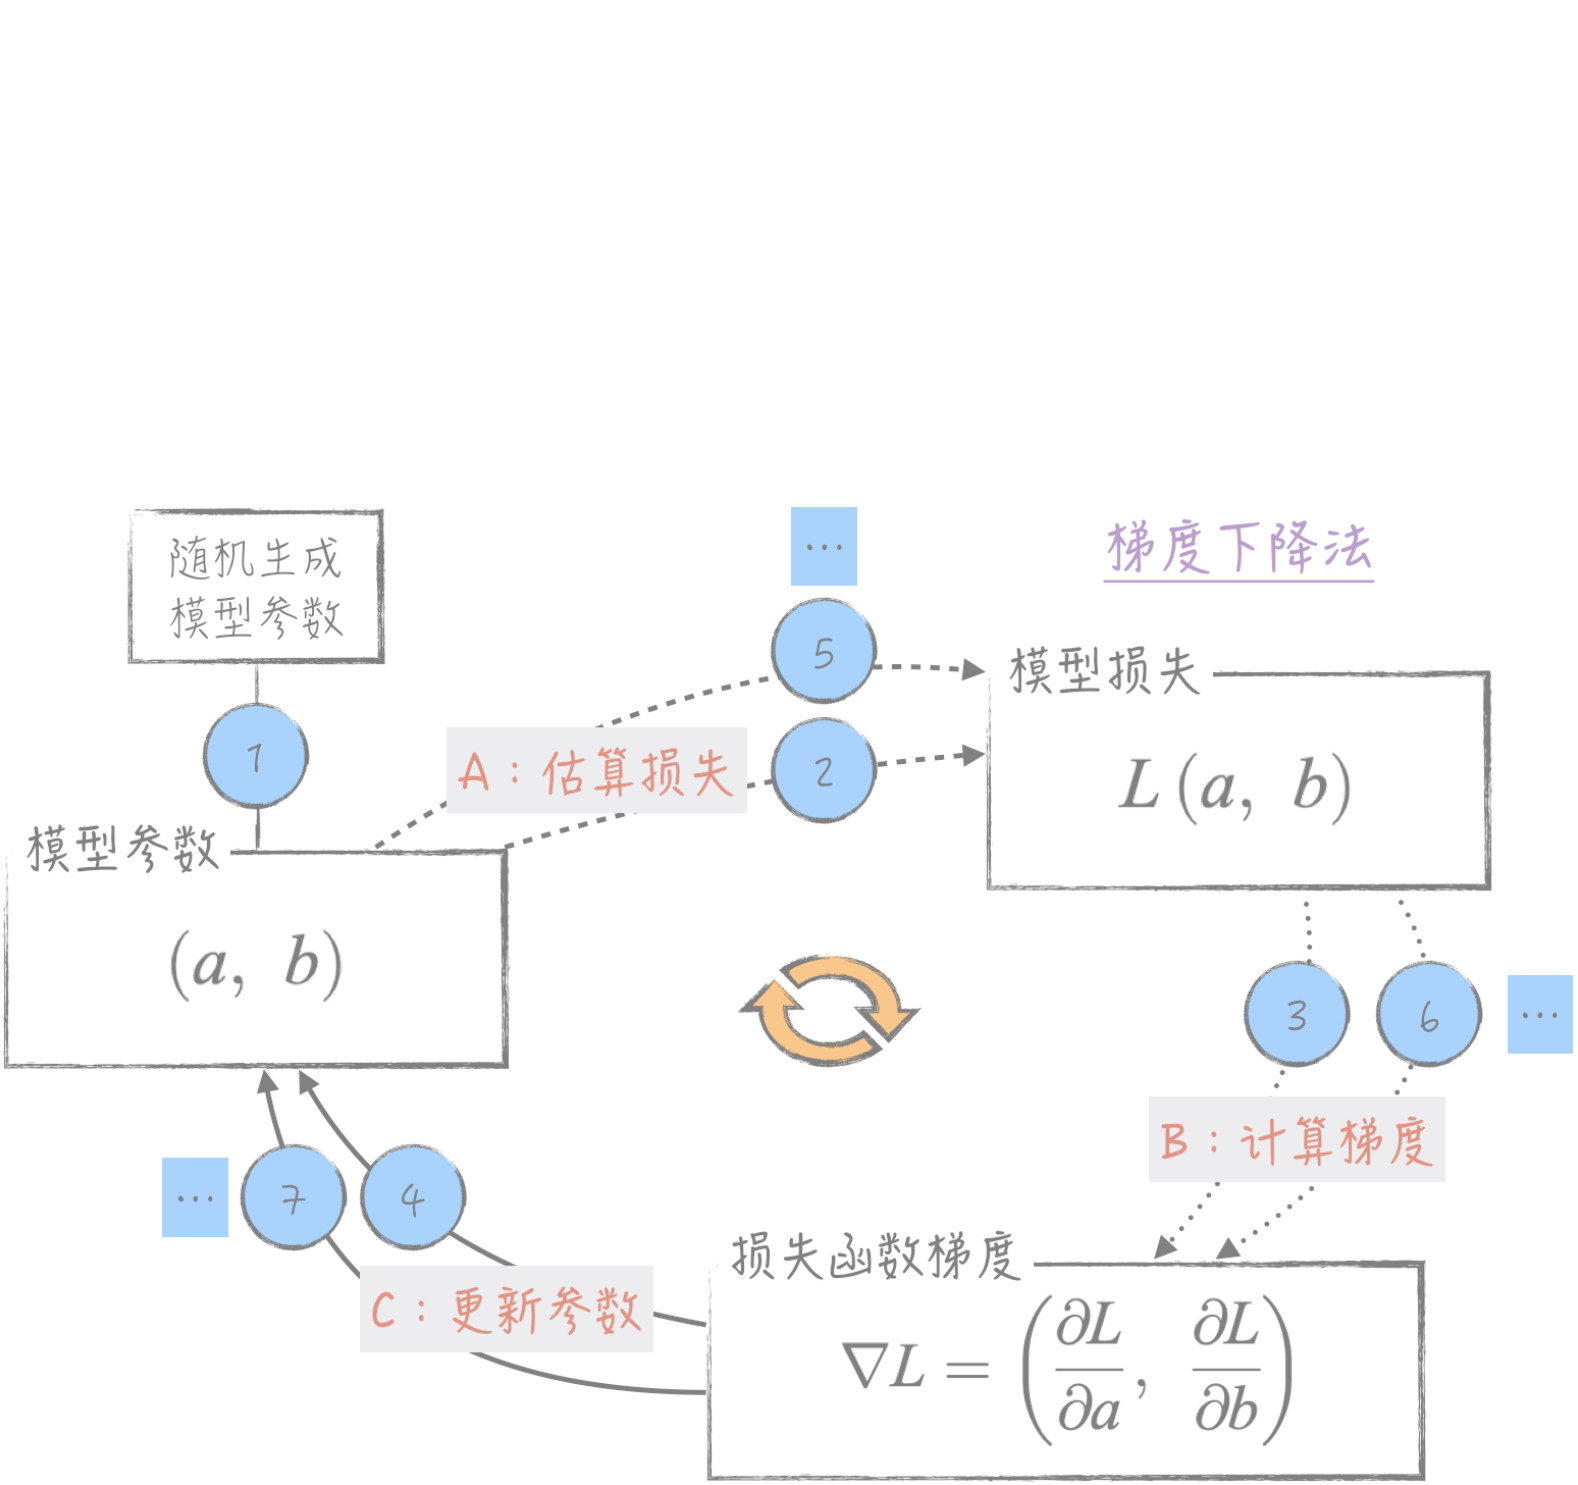 梯度下降法
随机生成
模型参数
1
模型参数
(a, b)
A：估算损失
…
5
2
模型损失
L (a, b)
3
6
…
B：计算梯度
损失函数梯度
∇L = (∂L/∂a, ∂L/∂b)
C：更新参数
4
7
…